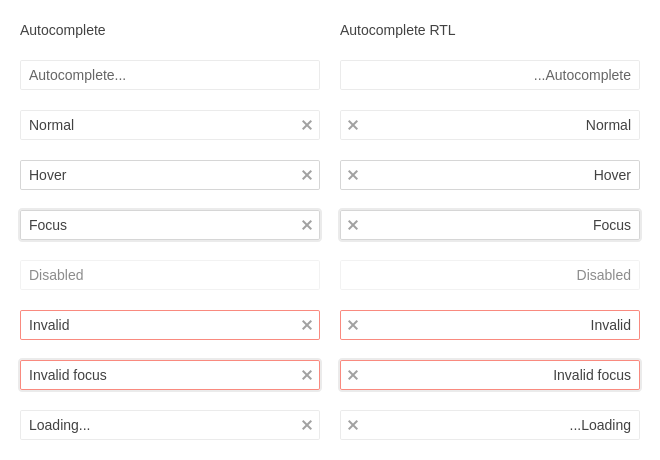 Autocomplete
Autocomplete RTL
Autocomplete...
...Autocomplete
Normal
Normal
Hover
Hover
Focus
Focus
Disabled
Disabled
Invalid
Invalid
Invalid focus
Invalid focus
Loading...
...Loading